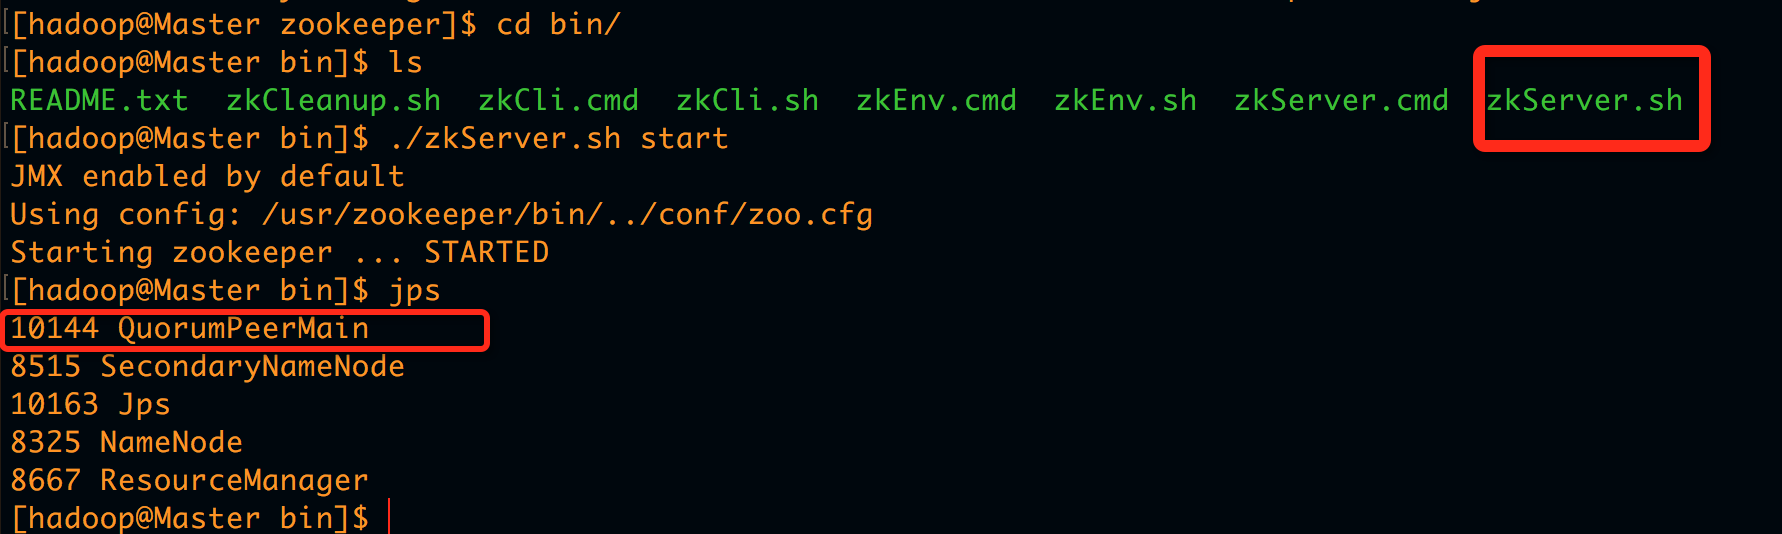 [hadoop@Master zookeeper]$ cd bin/
[hadoop@Master bin]$ ls
README.txt  zkCleanup.sh  zkCli.cmd  zkCli.sh  zkEnv.cmd  zkEnv.sh  zkServer.cmd  zkServer.sh
[hadoop@Master bin]$ ./zkServer.sh start
JMX enabled by default
Using config: /usr/zookeeper/bin/../conf/zoo.cfg
Starting zookeeper ... STARTED
[hadoop@Master bin]$ jps
10144 QuorumPeerMain
8515 SecondaryNameNode
10163 Jps
8325 NameNode
8667 ResourceManager
[hadoop@Master bin]$